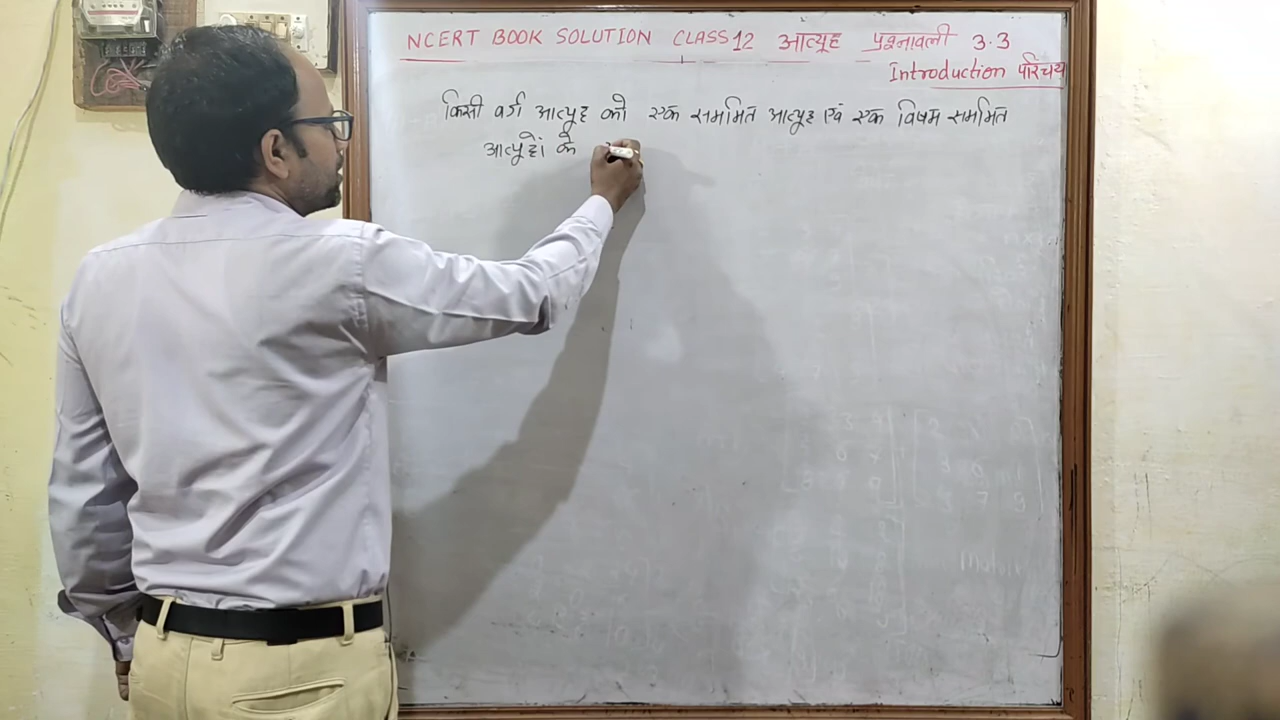 NCERT BOOK SOLUTION CLASS 12 आव्यूह प्रश्नावली 3.3
Introduction परिचय
किसी वर्ग आव्यूह को एक सममित आव्यूह एवं एक विषम सममित
आव्यूहों के